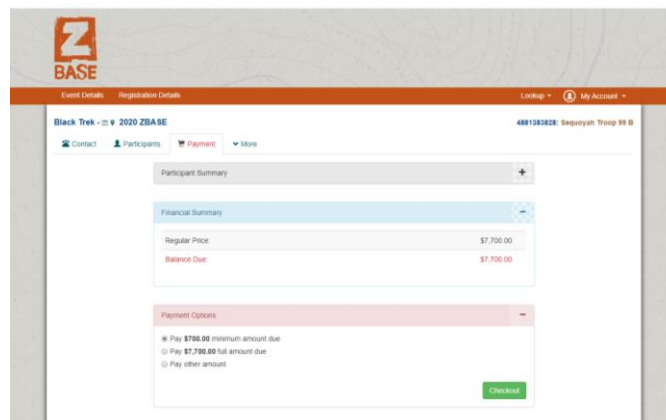 Z
BASE
Event Details Registration Details Lookup My Account
Black Trek - 2020 ZBASE 4881383828: Sequoyah Troop 99 B
Contact Participants Payment More
Participant Summary +
Financial Summary −
Regular Price: $7,700.00
Balance Due: $7,700.00
Payment Options −
Pay $700.00 minimum amount due
Pay $7,700.00 full amount due
Pay other amount
Checkout